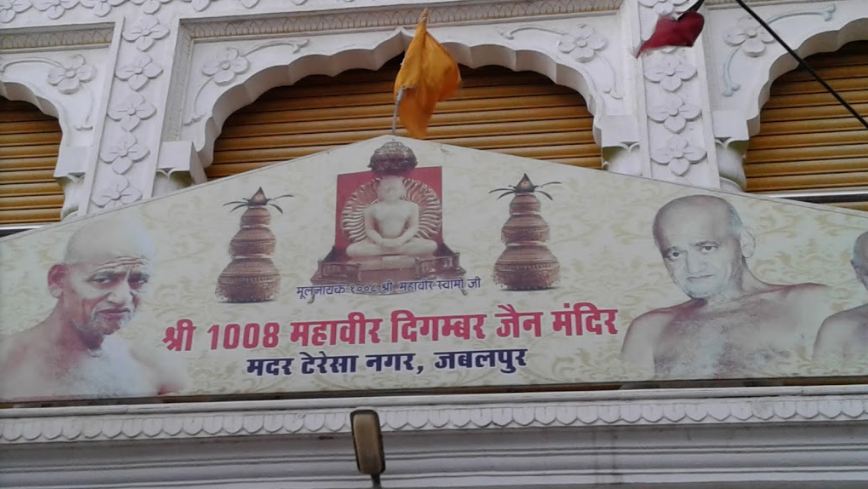 मूलनायक १००८ श्री महावीर स्वामी जी
श्री 1008 महावीर दिगम्बर जैन मंदिर
मदर टेरेसा नगर, जबलपुर